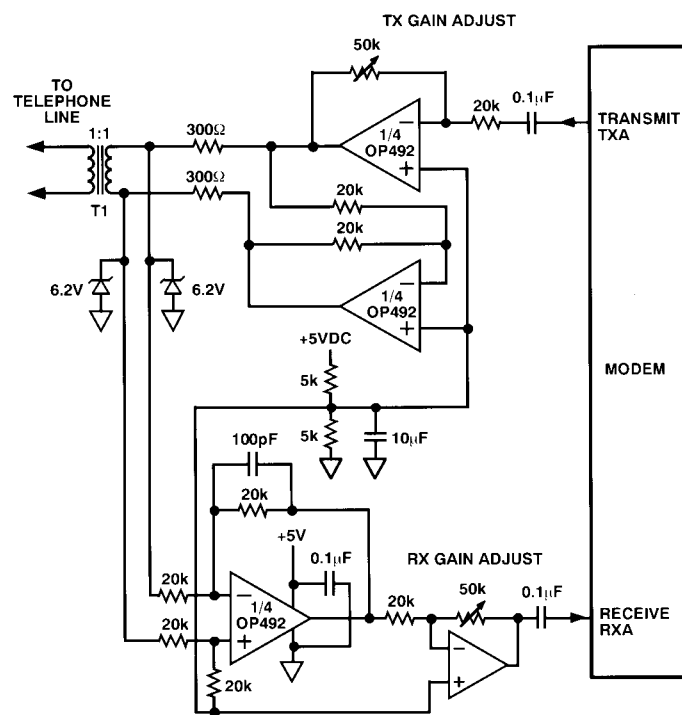 TX GAIN ADJUST
50k
TO
TELEPHONE
LINE
1:1
300Ω
20k
0.1µF
TRANSMIT
TXA
1/4
OP492
−
+
300Ω
T1
20k
20k
6.2V
6.2V
1/4
OP492
−
+
+5VDC
5k
5k
10µF
MODEM
100pF
20k
+5V
0.1µF
RX GAIN ADJUST
20k
20k
50k
0.1µF
RECEIVE
RXA
1/4
OP492
−
+
20k
20k
−
+